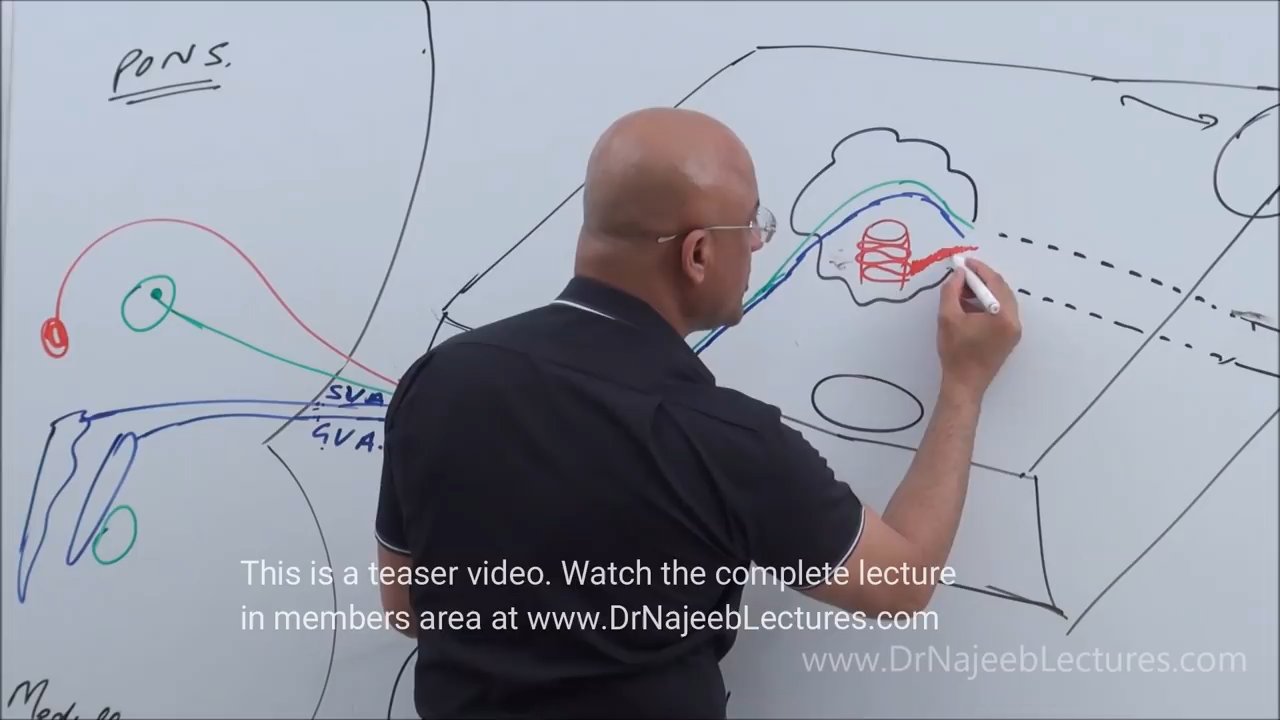 PONS.
SVA
GVA.
This is a teaser video. Watch the complete lecture
in members area at www.DrNajeebLectures.com
www.DrNajeebLectures.com